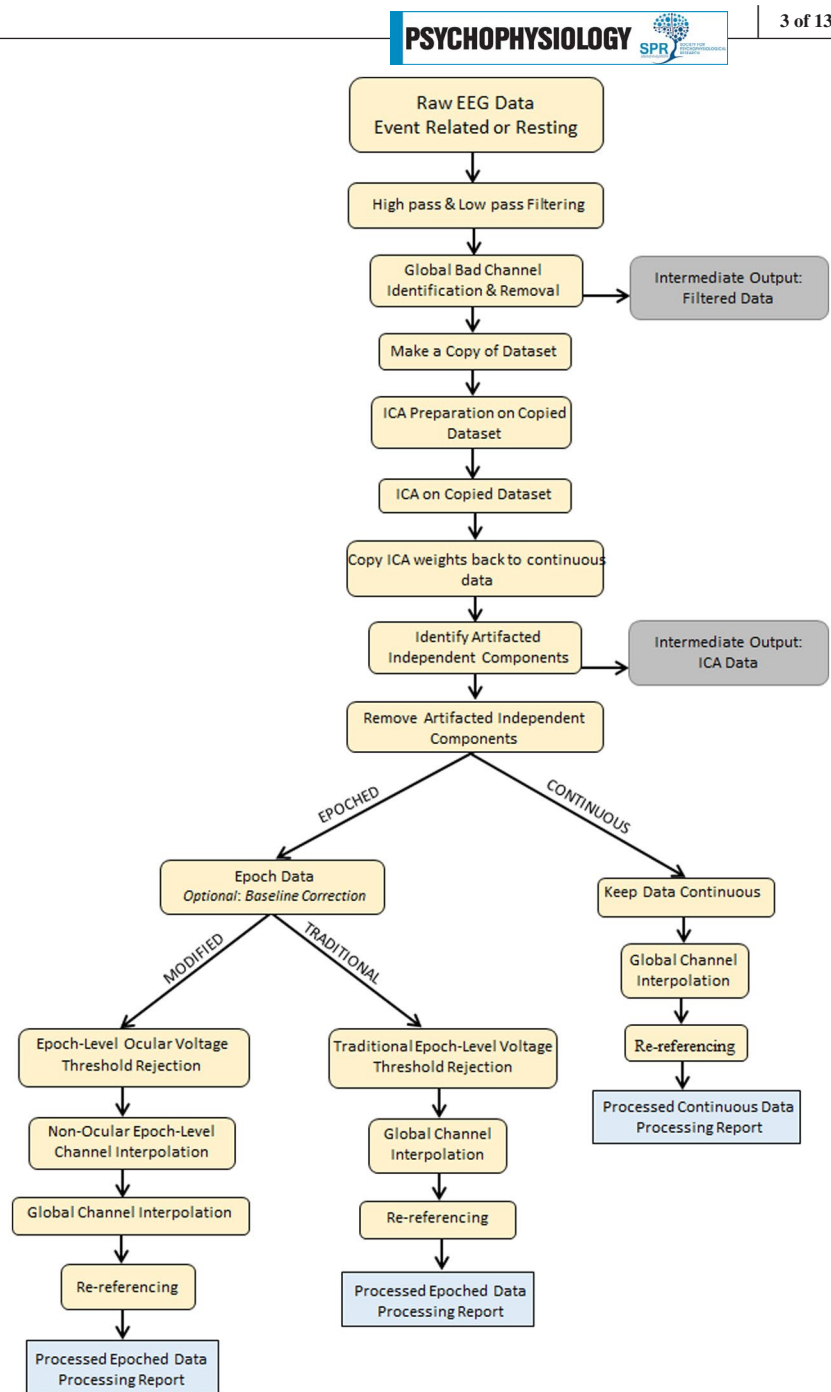 3 of 13
PSYCHOPHYSIOLOGY
SPR
Raw EEG Data
Event Related or Resting
High pass & Low pass Filtering
Global Bad Channel
Identification & Removal
Intermediate Output:
Filtered Data
Make a Copy of Dataset
ICA Preparation on Copied
Dataset
ICA on Copied Dataset
Copy ICA weights back to continuous
data
Identify Artifacted
Independent Components
Intermediate Output:
ICA Data
Remove Artifacted Independent
Components
EPOCHED
CONTINUOUS
Epoch Data
Optional: Baseline Correction
Keep Data Continuous
MODIFIED
TRADITIONAL
Global Channel
Interpolation
Re-referencing
Processed Continuous Data
Processing Report
Epoch-Level Ocular Voltage
Threshold Rejection
Non-Ocular Epoch-Level
Channel Interpolation
Global Channel Interpolation
Re-referencing
Processed Epoched Data
Processing Report
Traditional Epoch-Level Voltage
Threshold Rejection
Global Channel
Interpolation
Re-referencing
Processed Epoched Data
Processing Report